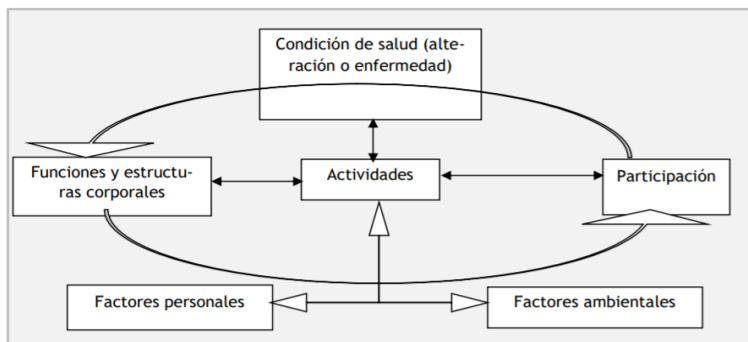 Condición de salud (alte-
ración o enfermedad)
Funciones y estructu-
ras corporales
Actividades
Participación
Factores personales
Factores ambientales